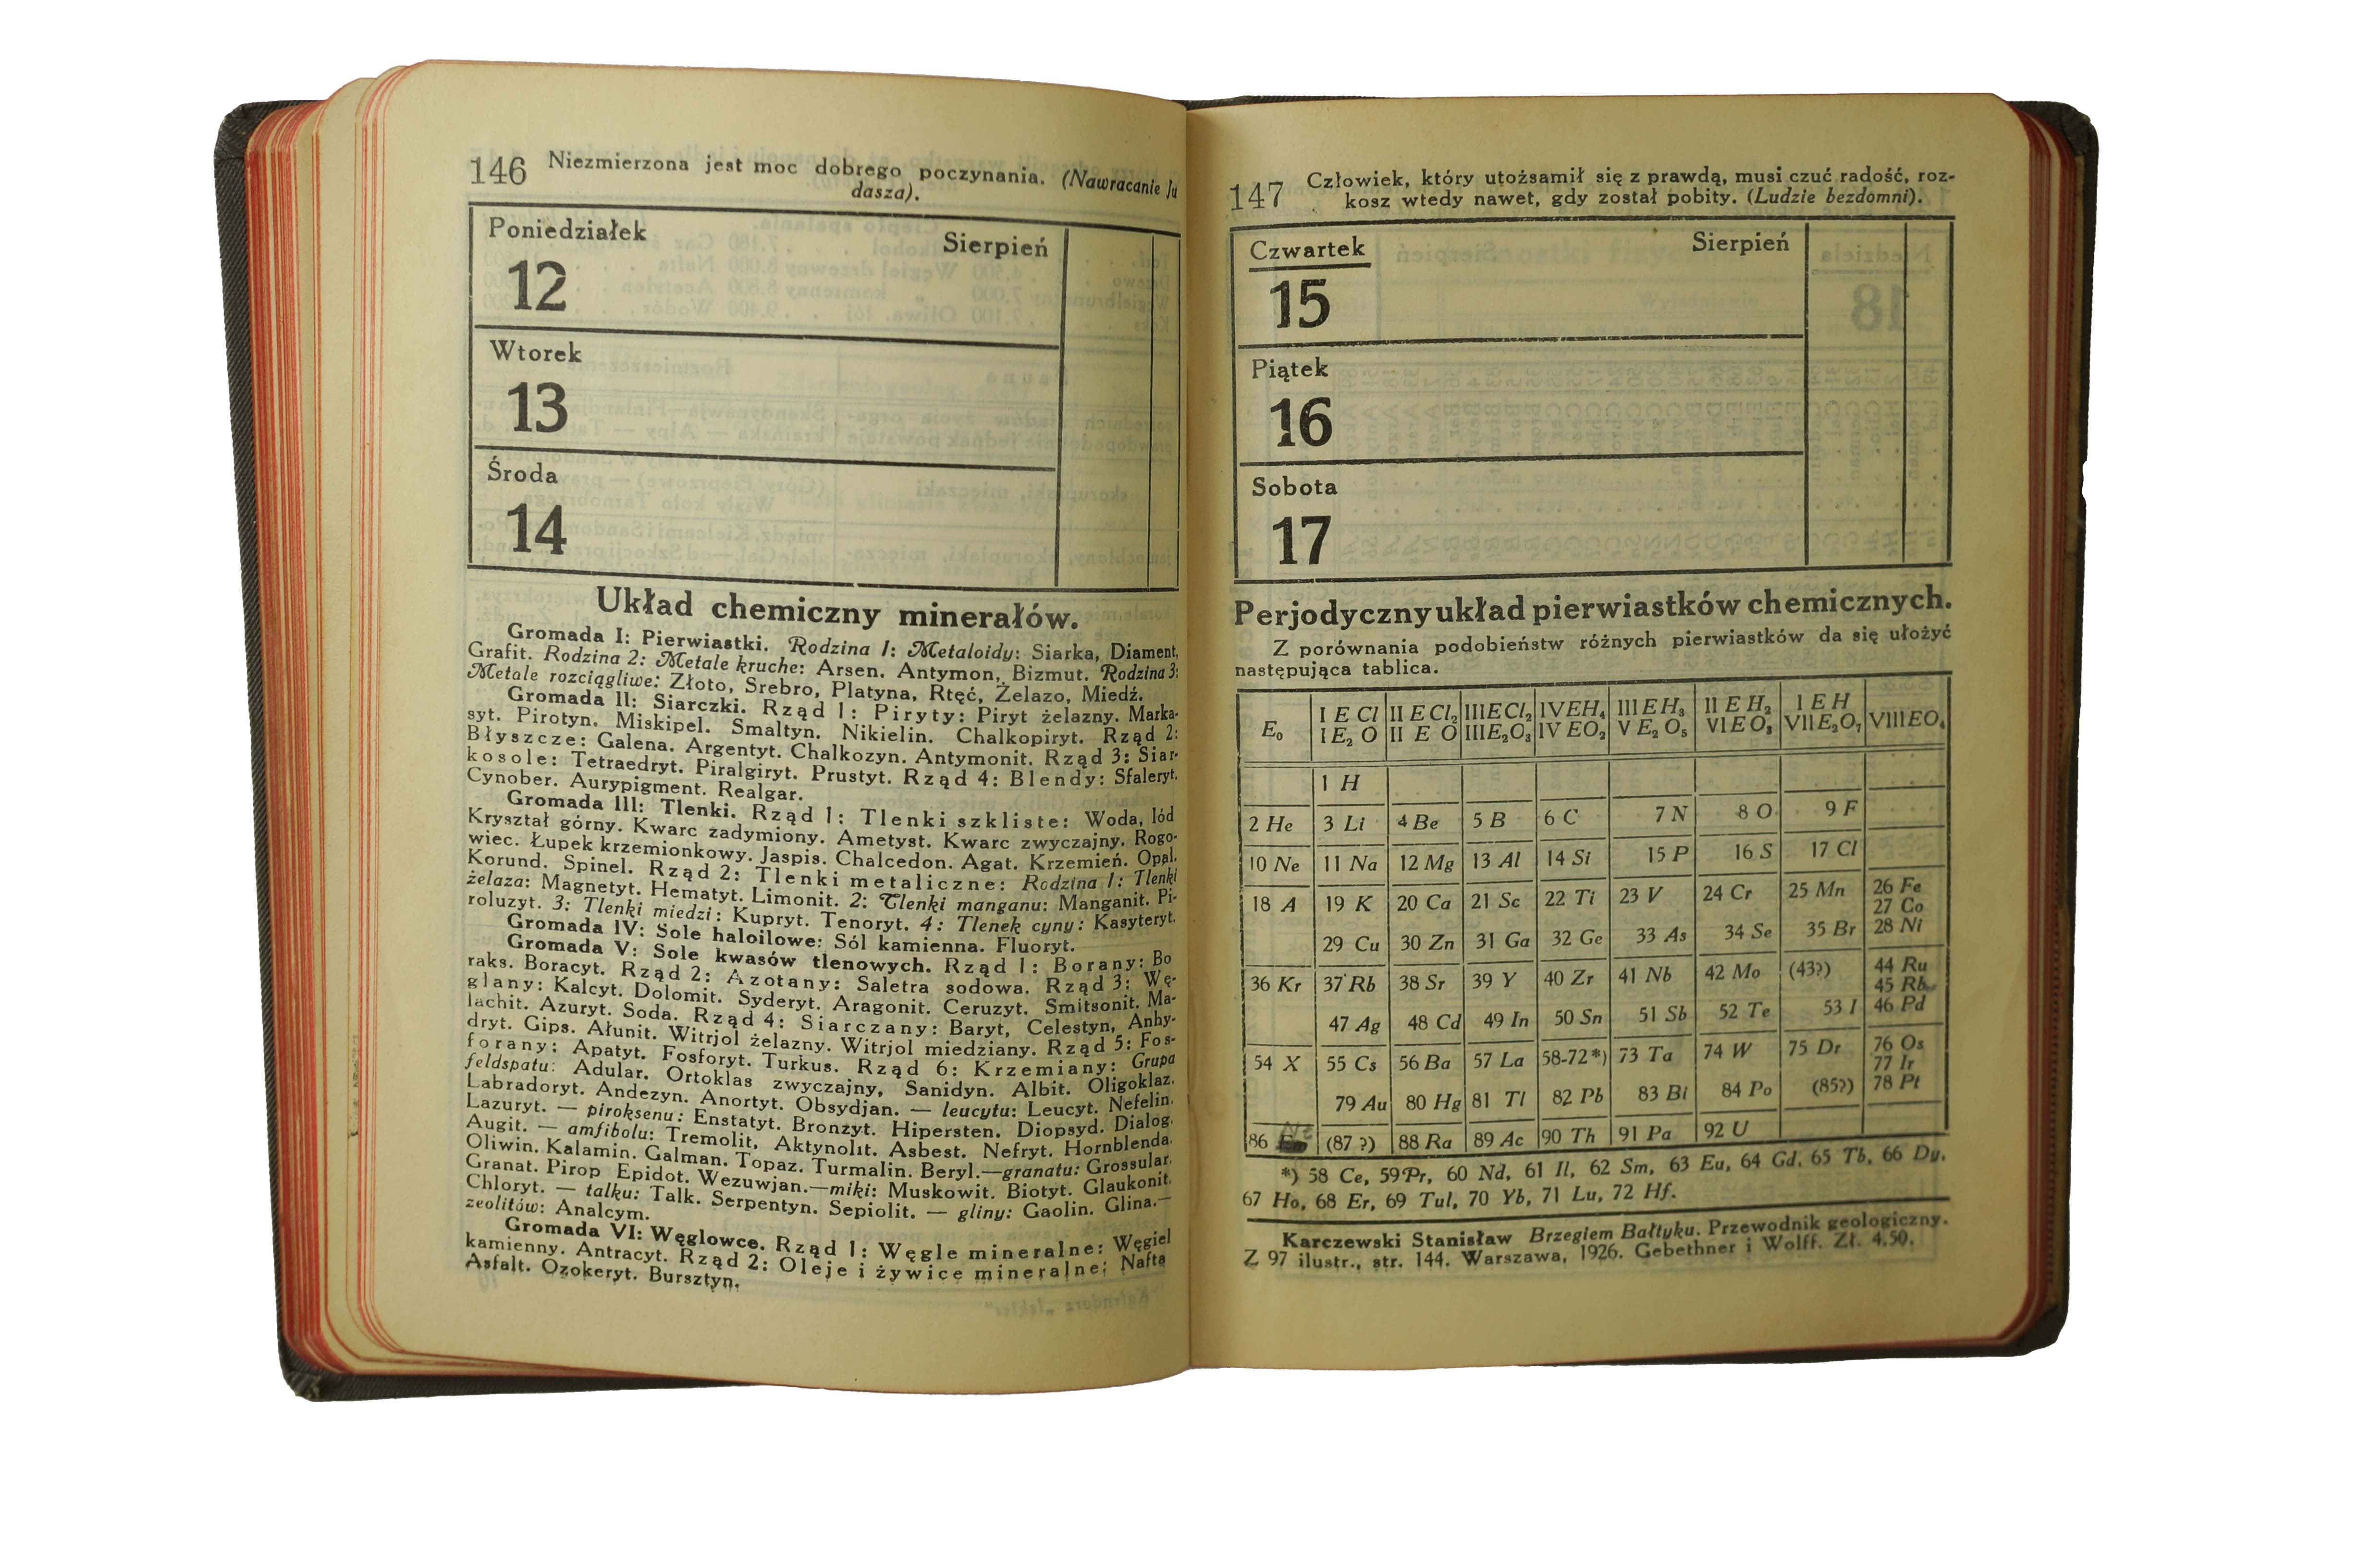 146 Niezmierzona jest moc dobrego poczynania. (Nawracanie Ju
dasza).
Poniedziałek Sierpień
12
Wtorek
13
Środa
14
Układ chemiczny minerałów.
Gromada I: Pierwiastki. Rodzina I: Metaloidy: Siarka, Diament,
Grafit. Rodzina 2: Metale kruche: Arsen. Antymon, Bizmut. Rodzina 3:
Metale rozciągliwe: Złoto, Srebro, Platyna, Rtęć, Żelazo, Miedź.
Gromada II: Siarczki. Rząd I: Piryty: Piryt żelazny. Marka-
syt. Pirotyn. Miskipel. Smaltyn. Nikielin. Chalkopiryt. Rząd 2:
Błyszcze: Galena. Argentyt. Chalkozyn. Antymonit. Rząd 3: Siar-
kosole: Tetraedryt. Piralgiryt. Prustyt. Rząd 4: Blendy: Sfaleryt.
Cynober. Aurypigment. Realgar.
Gromada III: Tlenki. Rząd I: Tlenki szkliste: Woda, lód
Kryształ górny. Kwarc zadymiony. Ametyst. Kwarc zwyczajny. Rogo-
wiec. Łupek krzemionkowy. Jaspis. Chalcedon. Agat. Krzemień. Opal.
Korund. Spinel. Rząd 2: Tlenki metaliczne: Rodzina I: Tlenki
żelaza: Magnetyt. Hematyt. Limonit. 2: Tlenki manganu: Manganit. Pi-
roluzyt. 3: Tlenki miedzi: Kupryt. Tenoryt. 4: Tlenek cyny: Kasyteryt.
Gromada IV: Sole haloilowe: Sól kamienna. Fluoryt.
Gromada V: Sole kwasów tlenowych. Rząd I: Borany: Bo
raks. Boracyt. Rząd 2: Azotany: Saletra sodowa. Rząd 3: Wę-
glany: Kalcyt. Dolomit. Syderyt. Aragonit. Ceruzyt. Smitsonit. Ma-
lachit. Azuryt. Soda. Rząd 4: Siarczany: Baryt, Celestyn, Anhy-
dryt. Gips. Ałunit. Witrjol żelazny. Witrjol miedziany. Rząd 5: Fos-
forany: Apatyt. Fosforyt. Turkus. Rząd 6: Krzemiany: Grupa
feldspatu: Adular. Ortoklas zwyczajny, Sanidyn. Albit. Oligoklaz.
Labradoryt. Andezyn. Anortyt. Obsydjan. — leucytu: Leucyt. Nefelin.
Lazuryt. — piroksenu: Enstatyt. Bronzyt. Hipersten. Diopsyd. Dialog.
Augit. — amfibolu: Tremolit, Aktynolit. Asbest. Nefryt. Hornblenda.
Oliwin. Kalamin. Galman. Topaz. Turmalin. Beryl.—granatu: Grossular.
Granat. Pirop Epidot. Wezuwjan.—miki: Muskowit. Biotyt. Glaukonit.
Chloryt. — talku: Talk. Serpentyn. Sepiolit. — gliny: Gaolin. Glina.—
zeolitów: Analcym.
Gromada VI: Węglowce. Rząd I: Węgle mineralne: Węgiel
kamienny. Antracyt. Rząd 2: Oleje i żywice mineralne: Nafta
Asfalt. Ozokeryt. Bursztyn.
147 Człowiek, który utożsamił się z prawdą, musi czuć radość, roz-
kosz wtedy nawet, gdy został pobity. (Ludzie bezdomni).
Czwartek Sierpień
15
Piątek
16
Sobota
17
Perjodyczny układ pierwiastków chemicznych.
Z porównania podobieństw różnych pierwiastków da się ułożyć
następująca tablica.
E₀ I E Cl II E Cl₂ III E Cl₃ IV E H₄ III E H₃ II E H₂ I E H
I E₂ O II E O III E₂ O₃ IV E O₂ V E₂ O₅ VI E O₃ VII E₂ O₇ VIII E O₄
1 H
2 He 3 Li 4 Be 5 B 6 C 7 N 8 O 9 F
10 Ne 11 Na 12 Mg 13 Al 14 Si 15 P 16 S 17 Cl
18 A 19 K 20 Ca 21 Sc 22 Ti 23 V 24 Cr 25 Mn 26 Fe
27 Co
29 Cu 30 Zn 31 Ga 32 Ge 33 As 34 Se 35 Br 28 Ni
36 Kr 37 Rb 38 Sr 39 Y 40 Zr 41 Nb 42 Mo (43?) 44 Ru
45 Rh
47 Ag 48 Cd 49 In 50 Sn 51 Sb 52 Te 53 I 46 Pd
54 X 55 Cs 56 Ba 57 La 58-72*) 73 Ta 74 W 75 Dr 76 Os
77 Ir
79 Au 80 Hg 81 Tl 82 Pb 83 Bi 84 Po (85?) 78 Pt
86 (87 ?) 88 Ra 89 Ac 90 Th 91 Pa 92 U
*) 58 Ce, 59 Pr, 60 Nd, 61 Il, 62 Sm, 63 Eu, 64 Gd, 65 Tb, 66 Dy,
67 Ho, 68 Er, 69 Tul, 70 Yb, 71 Lu, 72 Hf.
Karczewski Stanisław Brzegiem Bałtyku. Przewodnik geologiczny.
Z 97 ilustr., str. 144. Warszawa, 1926. Gebethner i Wolff. Zł. 4.50.